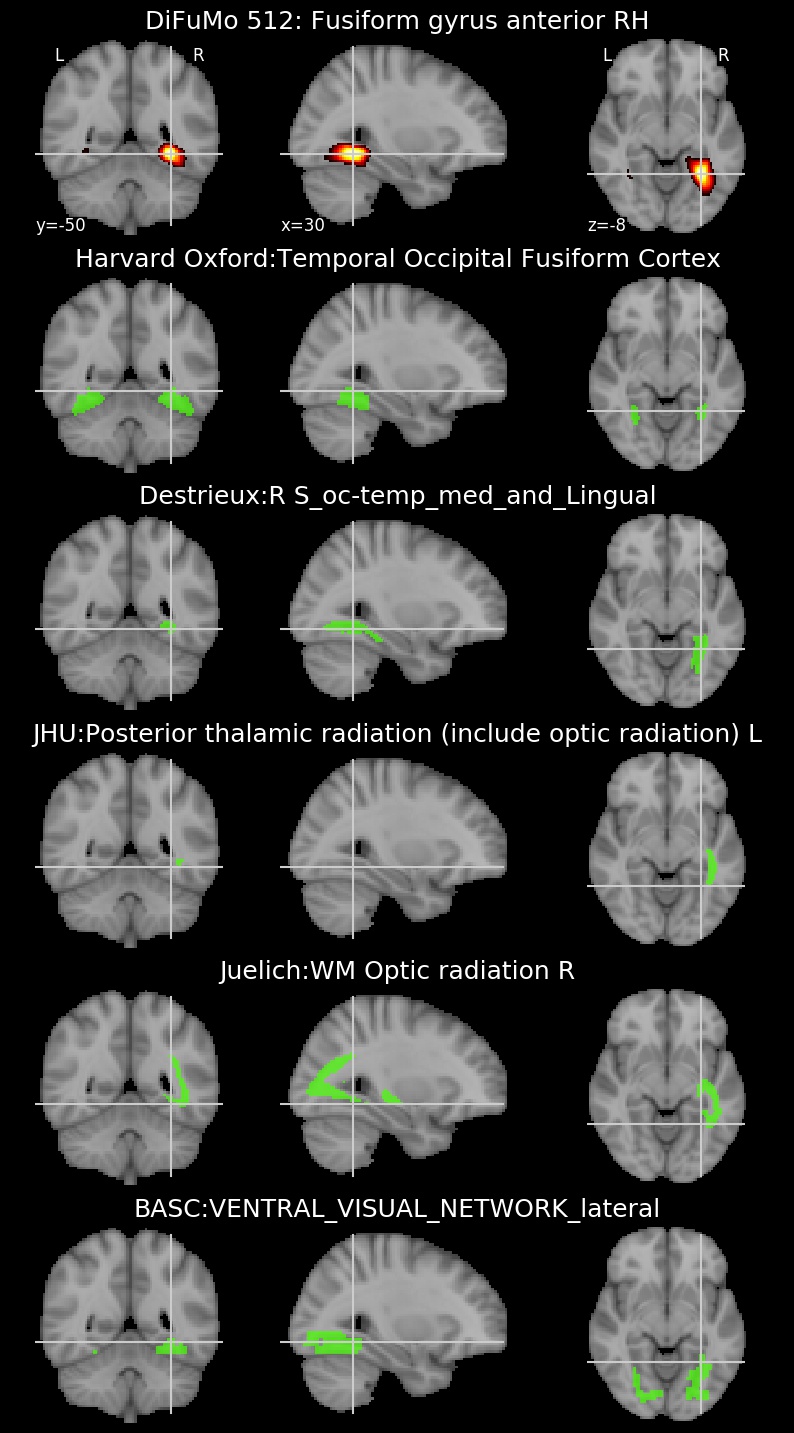 DiFuMo 512: Fusiform gyrus anterior RH
L R L R
y=-50 x=30 z=-8
Harvard Oxford:Temporal Occipital Fusiform Cortex
Destrieux:R S_oc-temp_med_and_Lingual
JHU:Posterior thalamic radiation (include optic radiation) L
Juelich:WM Optic radiation R
BASC:VENTRAL_VISUAL_NETWORK_lateral